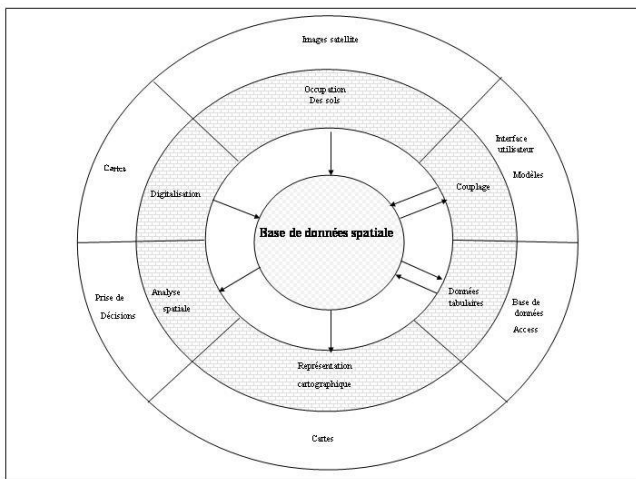 Images satellite
Occupation
Des sols
Interface
utilisateur
Modèles
Cartes
Digitalisation
Couplage
Base de données spatiale
Prise de
Décisions
Analyse
spatiale
Données
tabulaires
Base de
données
Access
Représentation
cartographique
Cartes